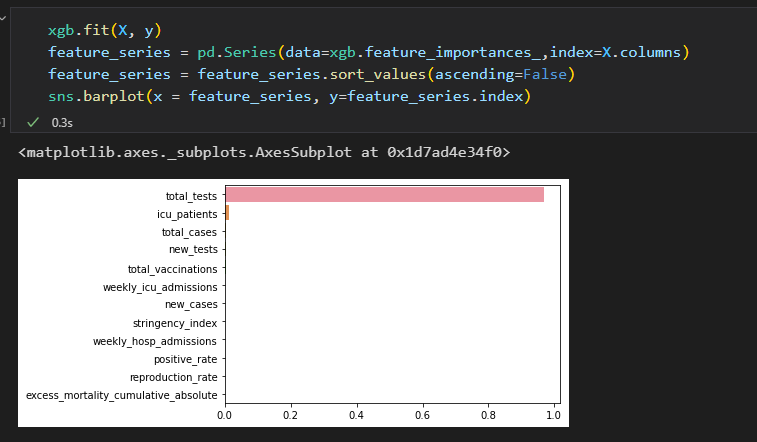 xgb.fit(X, y)
feature_series = pd.Series(data=xgb.feature_importances_,index=X.columns)
feature_series = feature_series.sort_values(ascending=False)
sns.barplot(x = feature_series, y=feature_series.index)
]
0.3s
<matplotlib.axes._subplots.AxesSubplot at 0x1d7ad4e34f0>
total_tests
icu_patients
total_cases
new_tests
total_vaccinations
weekly_icu_admissions
new_cases
stringency_index
weekly_hosp_admissions
positive_rate
reproduction_rate
excess_mortality_cumulative_absolute
0.0 0.2 0.4 0.6 0.8 1.0